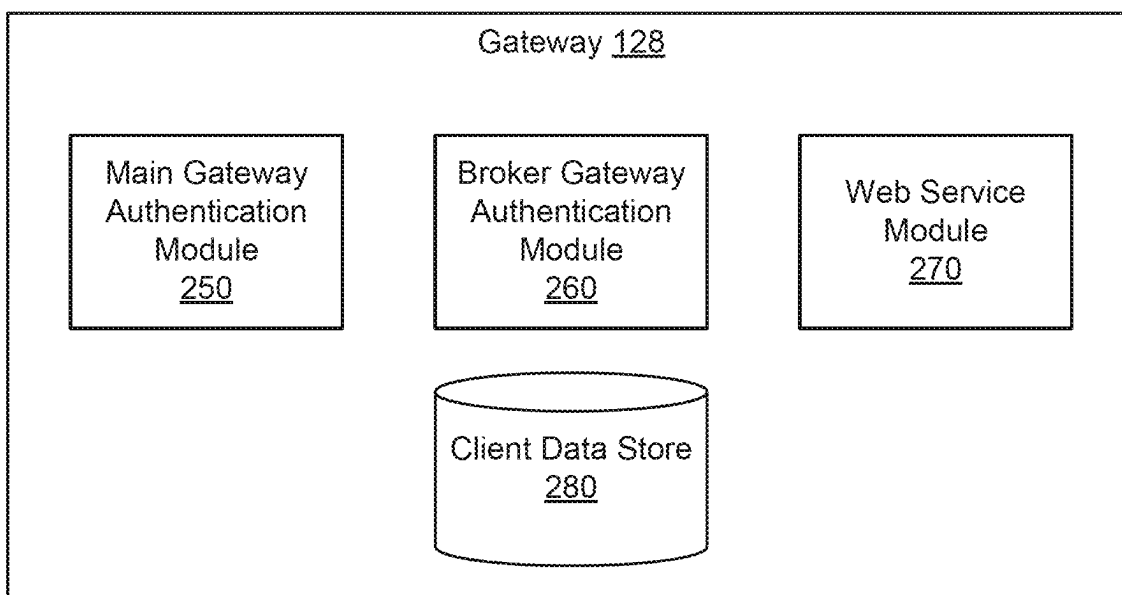 Gateway 128
Main Gateway
Authentication
Module
250
Broker Gateway
Authentication
Module
260
Web Service
Module
270
Client Data Store
280